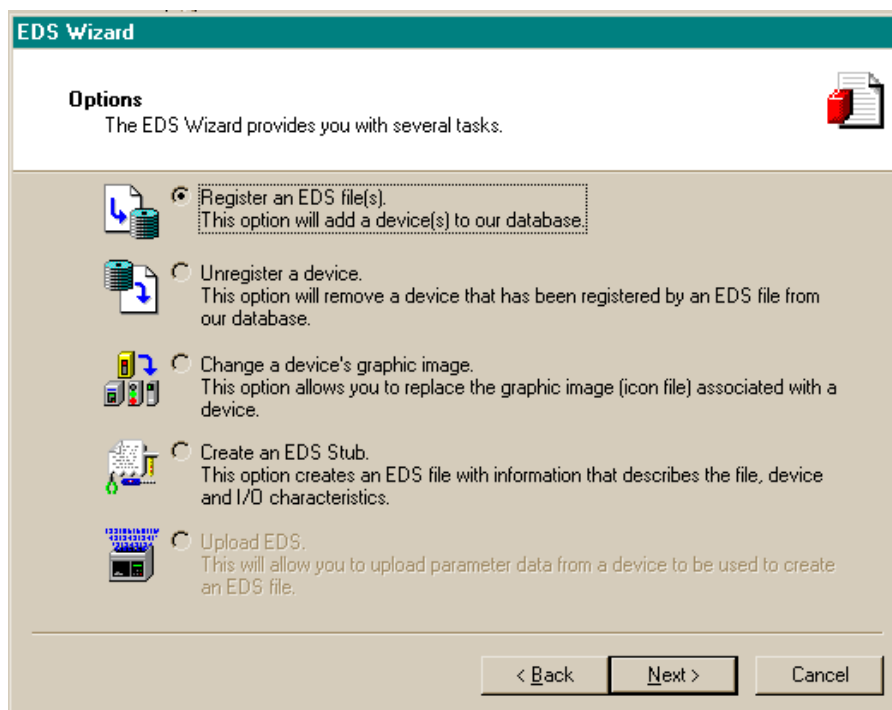 EDS Wizard
Options
The EDS Wizard provides you with several tasks.
Register an EDS file(s).
This option will add a device(s) to our database.
Unregister a device.
This option will remove a device that has been registered by an EDS file from
our database.
Change a device's graphic image.
This option allows you to replace the graphic image (icon file) associated with a
device.
Create an EDS Stub.
This option creates an EDS file with information that describes the file, device
and I/O characteristics.
Upload EDS.
This will allow you to upload parameter data from a device to be used to create
an EDS file.
< Back
Next >
Cancel